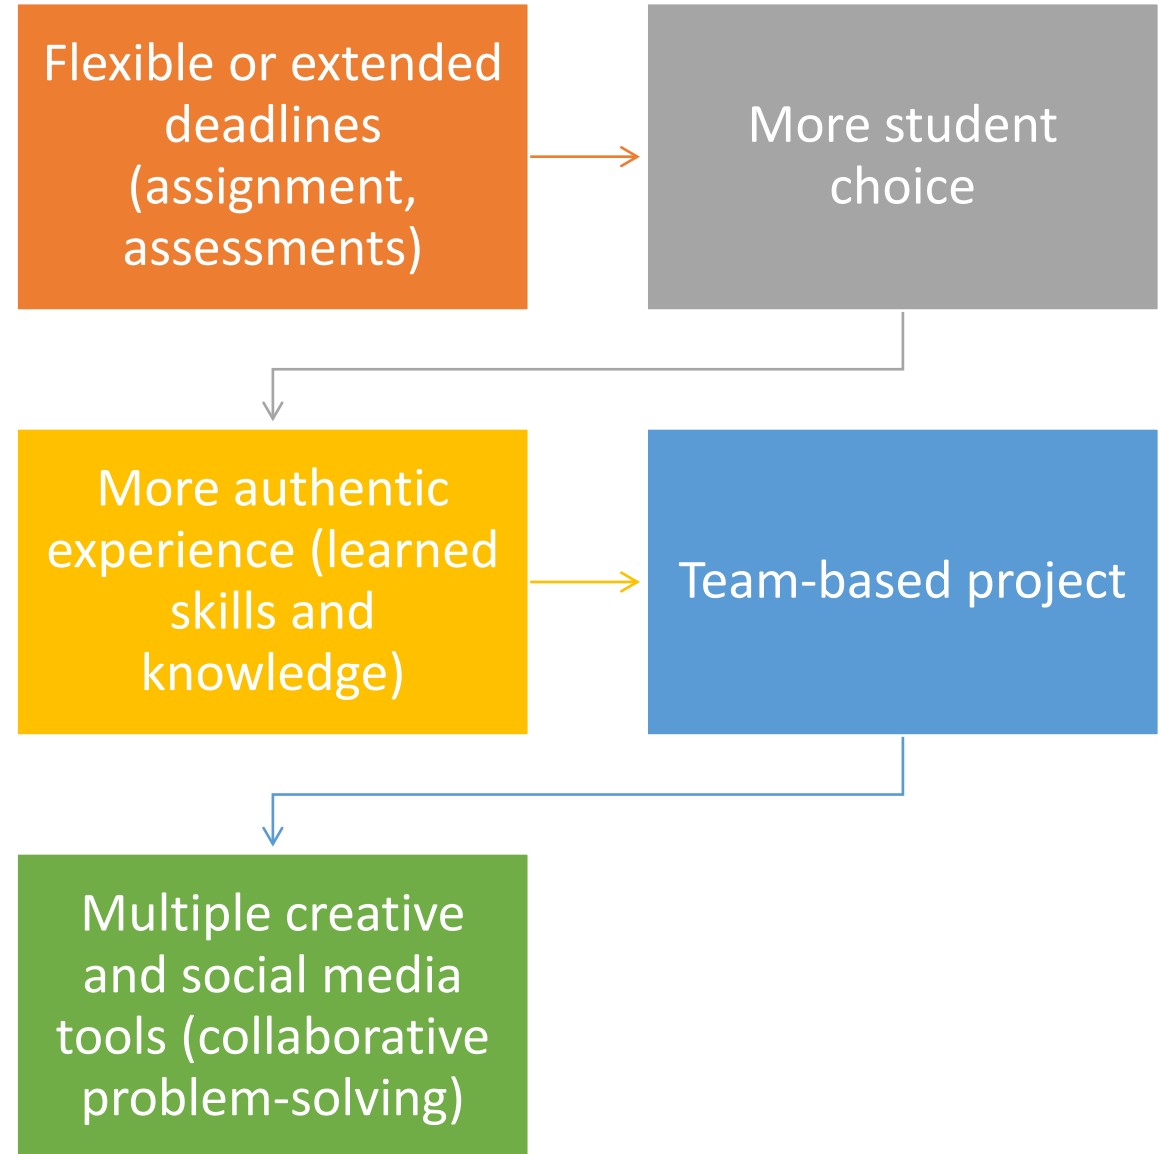 Flexible or extended
deadlines
(assignment,
assessments)
More student
choice
More authentic
experience (learned
skills and
knowledge)
Team-based project
Multiple creative
and social media
tools (collaborative
problem-solving)